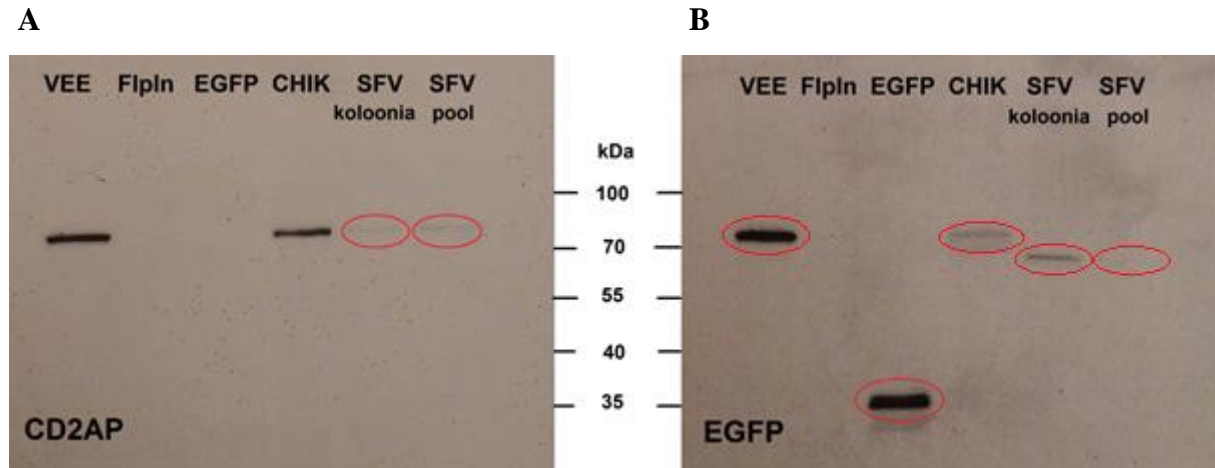 A
B
VEE FlpIn EGFP CHIK SFV SFV
koloonia pool
VEE FlpIn EGFP CHIK SFV SFV
koloonia pool
kDa
100
70
55
40
35
CD2AP
EGFP